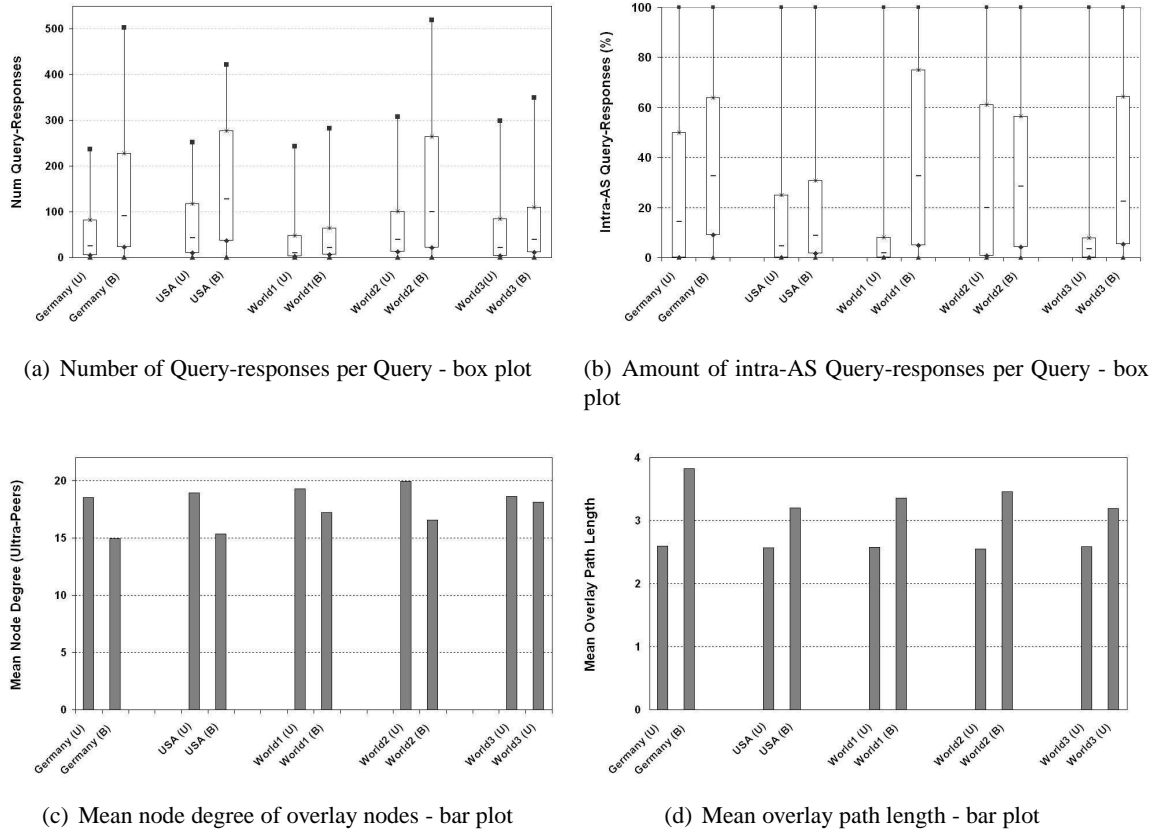 Num Query-Responses
500
400
300
200
100
0
Germany (U)
Germany (B)
USA (U)
USA (B)
World1 (U)
World1(B)
World2 (U)
World2 (B)
World3(U)
World3 (B)
(a) Number of Query-responses per Query - box plot
Intra-AS Query-Responses (%)
100
80
60
40
20
0
Germany (U)
Germany (B)
USA (U)
USA (B)
World1 (U)
World1 (B)
World2 (U)
World2 (B)
World3 (U)
World3 (B)
(b) Amount of intra-AS Query-responses per Query - box
plot
Mean Node Degree (Ultra-Peers)
20
15
10
5
0
Germany (U)
Germany (B)
USA (U)
USA (B)
World1 (U)
World1 (B)
World2 (U)
World2 (B)
World3 (U)
World3 (U)
(c) Mean node degree of overlay nodes - bar plot
Mean Overlay Path Length
4
3
2
1
0
Germany (U)
Germany (B)
USA (U)
USA (B)
World1 (U)
World1 (B)
World2 (U)
World2 (B)
World3 (U)
World3 (U)
(d) Mean overlay path length - bar plot